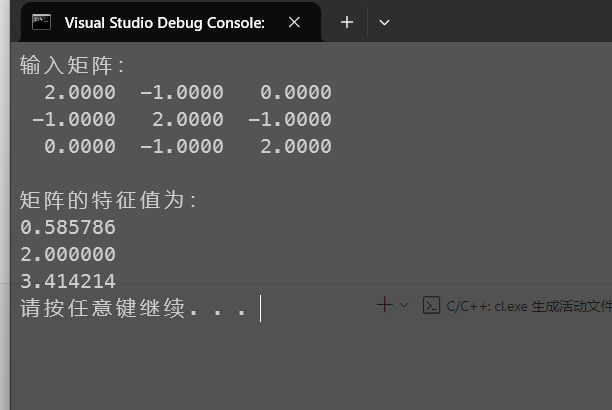 Visual Studio Debug Console:
输入矩阵:
2.0000 -1.0000 0.0000
-1.0000 2.0000 -1.0000
0.0000 -1.0000 2.0000
矩阵的特征值为:
0.585786
2.000000
3.414214
请按任意键继续. . .
C/C++: cl.exe 生成活动文件